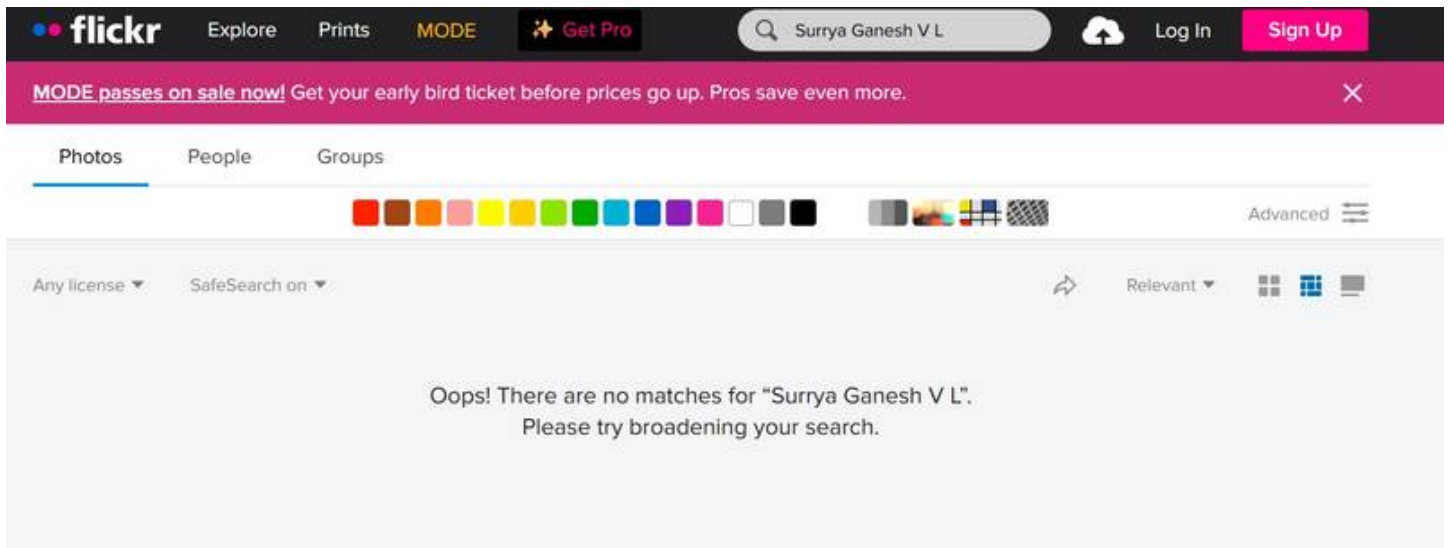 flickr Explore Prints MODE Get Pro Surrya Ganesh V L Log In Sign Up
MODE passes on sale now! Get your early bird ticket before prices go up. Pros save even more.
Photos People Groups
Advanced
Any license SafeSearch on Relevant
Oops! There are no matches for “Surrya Ganesh V L”.
Please try broadening your search.